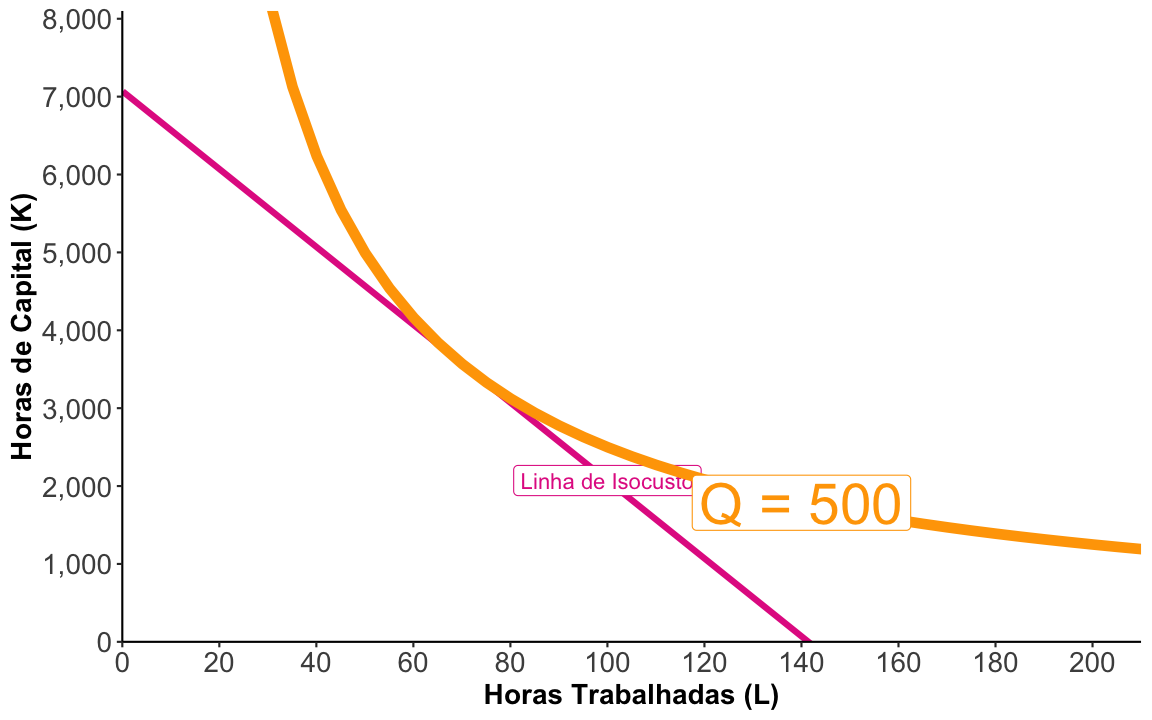 8,000
7,000
6,000
5,000
4,000
3,000
2,000
1,000
0
Horas de Capital (K)
Linha de Isocusto
Q = 500
0 20 40 60 80 100 120 140 160 180 200
Horas Trabalhadas (L)